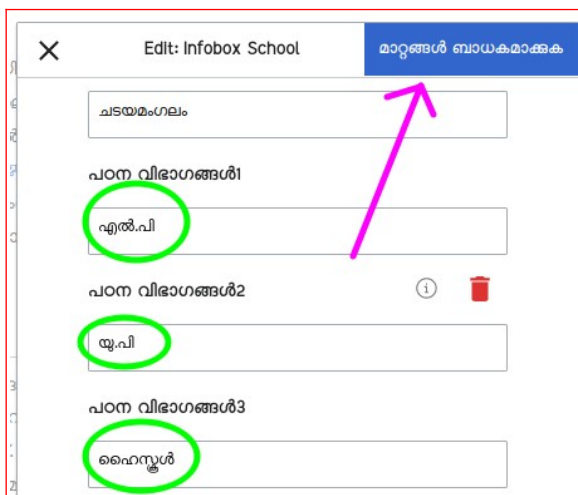 Edit: Infobox School
മാറ്റങ്ങൾ ബാധകമാക്കുക
ചടയമംഗലം
പഠന വിഭാഗങ്ങൾ1
എൽ.പി
പഠന വിഭാഗങ്ങൾ2
യു.പി
പഠന വിഭാഗങ്ങൾ3
ഹൈസ്കൂൾ